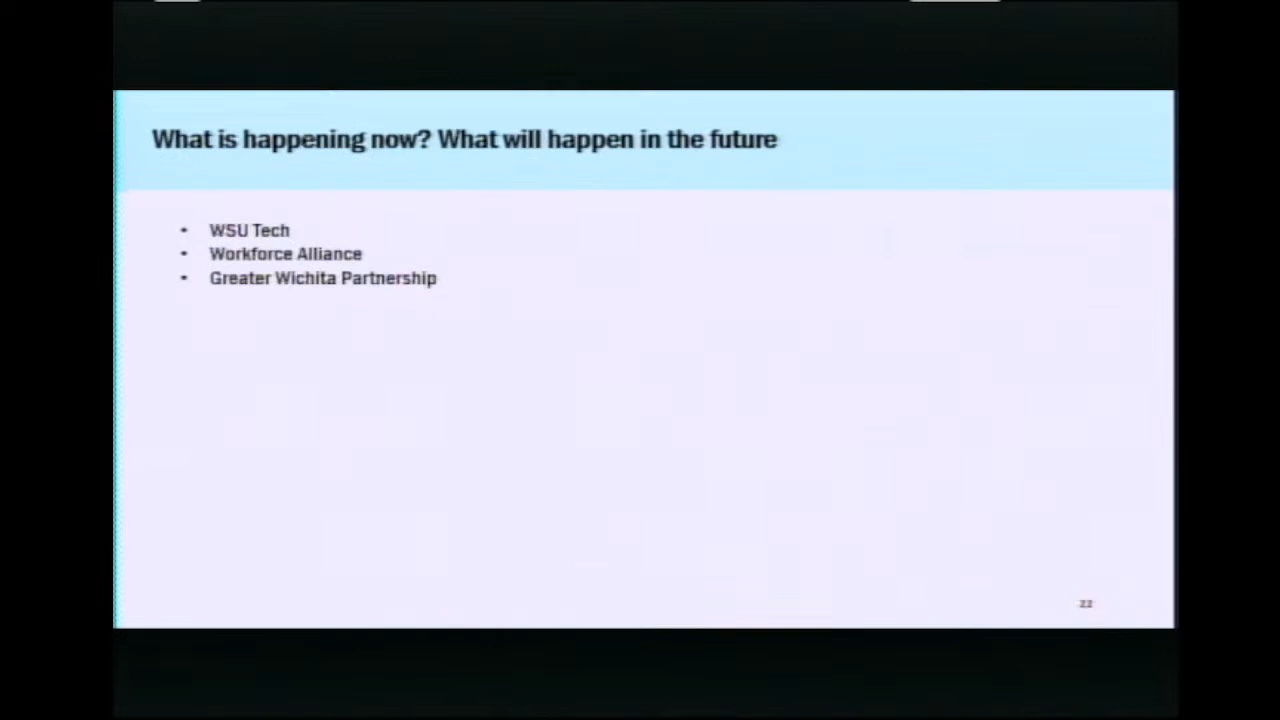 What is happening now? What will happen in the future
• WSU Tech
• Workforce Alliance
• Greater Wichita Partnership
22